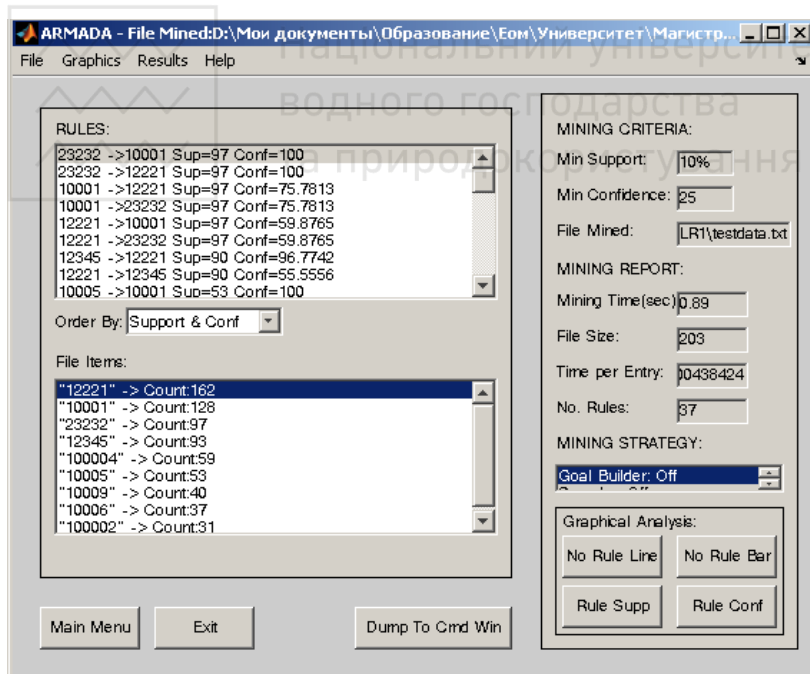 ARMADA - File Mined:D:\Мои документы\Образование\Еом\Университет\Магистр...
File Graphics Results Help
Національний університе
водного господарства
та природокористування
RULES:
23232 ->10001 Sup=97 Conf=100
23232 ->12221 Sup=97 Conf=100
10001 ->12221 Sup=97 Conf=75.7813
10001 ->23232 Sup=97 Conf=75.7813
12221 ->10001 Sup=97 Conf=59.8765
12221 ->23232 Sup=97 Conf=59.8765
12345 ->12221 Sup=90 Conf=96.7742
12221 ->12345 Sup=90 Conf=55.5556
10005 ->10001 Sup=53 Conf=100
Order By: Support & Conf
File Items:
"12221" -> Count:162
"10001" -> Count:128
"23232" -> Count:97
"12345" -> Count:93
"100004" -> Count:59
"10005" -> Count:53
"10009" -> Count:40
"10006" -> Count:37
"100002" -> Count:31
Main Menu
Exit
Dump To Cmd Win
MINING CRITERIA:
Min Support: 10%
Min Confidence: 25
File Mined: LR1\testdata.txt
MINING REPORT:
Mining Time(sec) 0.89
File Size: 203
Time per Entry: 00438424
No. Rules: 37
MINING STRATEGY:
Goal Builder: Off
Graphical Analysis:
No Rule Line No Rule Bar
Rule Supp Rule Conf